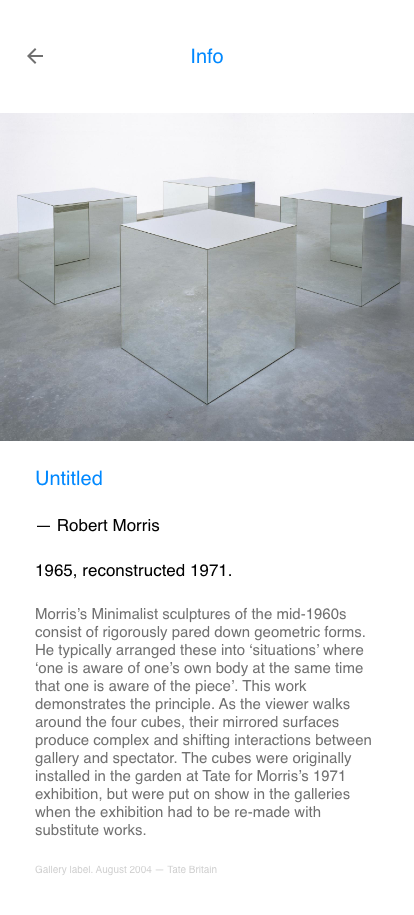 Info
Untitled
— Robert Morris
1965, reconstructed 1971.
Morris’s Minimalist sculptures of the mid-1960s
consist of rigorously pared down geometric forms.
He typically arranged these into ‘situations’ where
‘one is aware of one’s own body at the same time
that one is aware of the piece’. This work
demonstrates the principle. As the viewer walks
around the four cubes, their mirrored surfaces
produce complex and shifting interactions between
gallery and spectator. The cubes were originally
installed in the garden at Tate for Morris’s 1971
exhibition, but were put on show in the galleries
when the exhibition had to be re-made with
substitute works.
Gallery label, August 2004 — Tate Britain